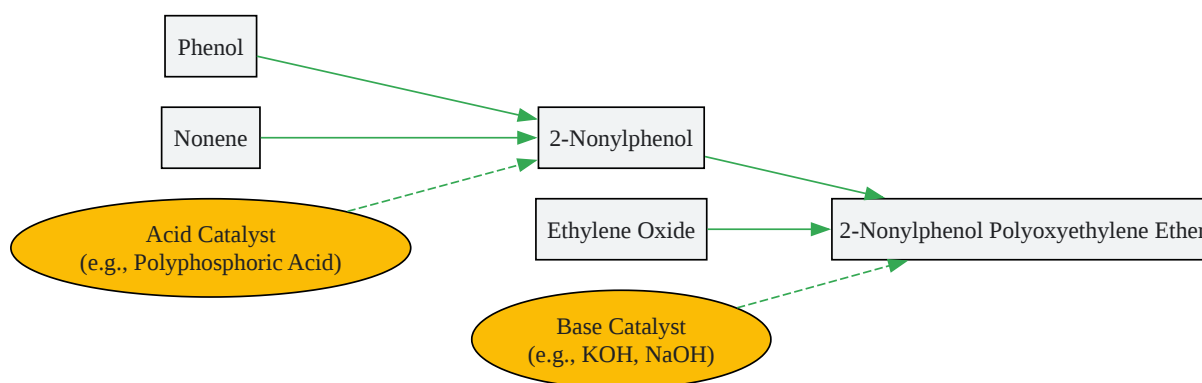 Phenol
Nonene
2-Nonylphenol
Acid Catalyst
(e.g., Polyphosphoric Acid)
Ethylene Oxide
2-Nonylphenol Polyoxyethylene Ether
Base Catalyst
(e.g., KOH, NaOH)